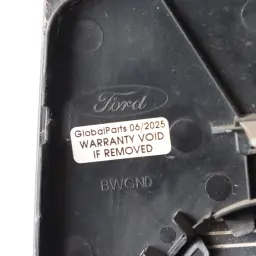 Ford
GlobalParts 06/2025
WARRANTY VOID
IF REMOVED
BWGND